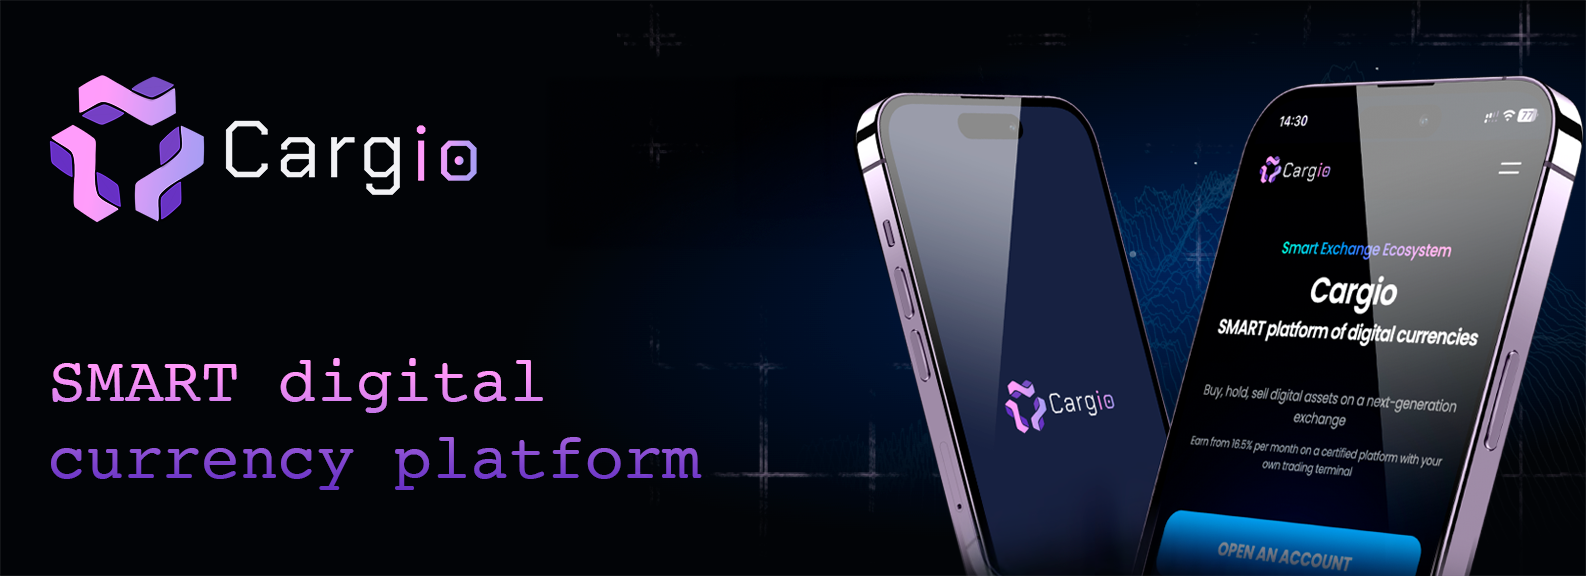 Cargio
SMART digital
currency platform
Cargio
14:30
77
Cargio
Smart Exchange Ecosystem
Cargio
SMART platform of digital currencies
Buy, hold, sell digital assets on a next-generation
exchange
Earn from 16.5% per month on a certified platform with your
own trading terminal
OPEN AN ACCOUNT